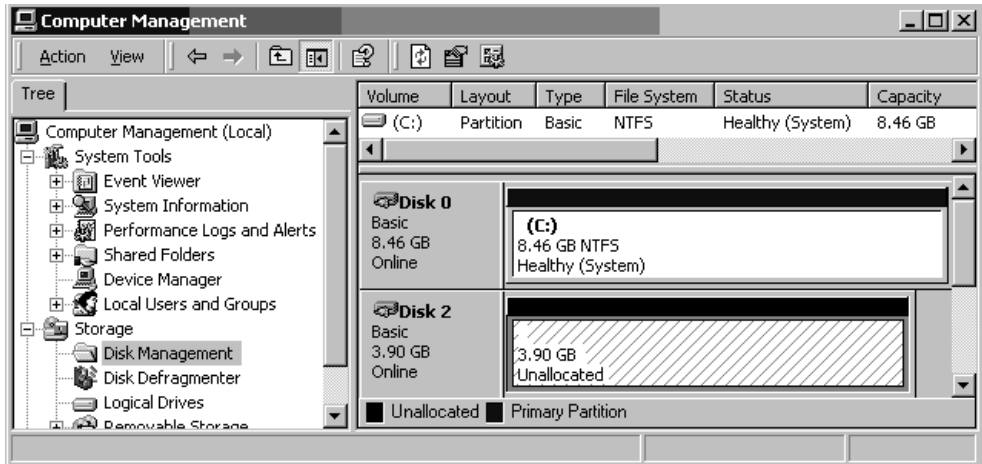 Computer Management
Action View
Tree
Computer Management (Local)
System Tools
Event Viewer
System Information
Performance Logs and Alerts
Shared Folders
Device Manager
Local Users and Groups
Storage
Disk Management
Disk Defragmenter
Logical Drives
Removable Storage
Volume Layout Type File System Status Capacity
(C:) Partition Basic NTFS Healthy (System) 8.46 GB
Disk 0
Basic
8.46 GB
Online
(C:)
8.46 GB NTFS
Healthy (System)
Disk 2
Basic
3.90 GB
Online
3.90 GB
Unallocated
Unallocated Primary Partition